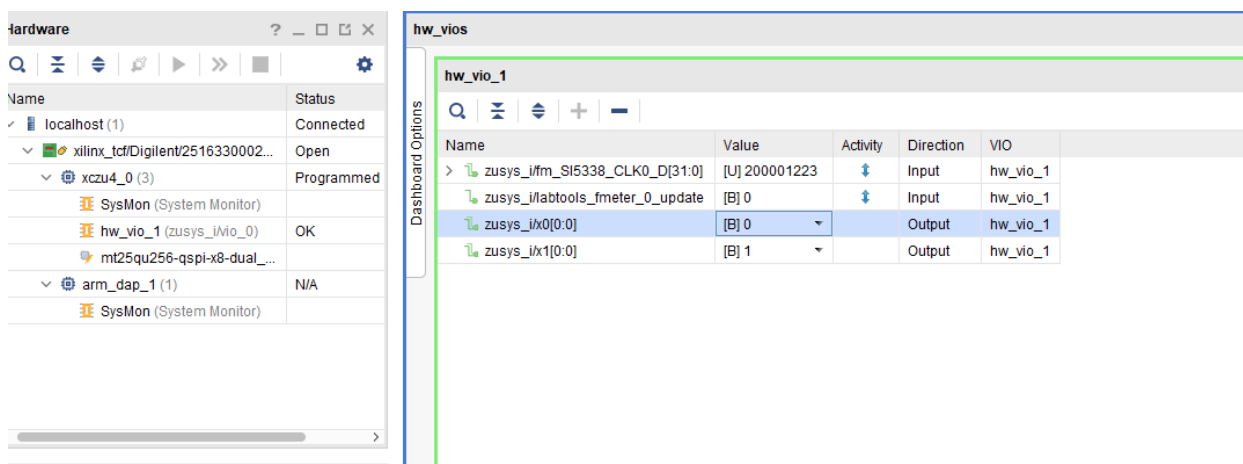 Hardware
Name Status
localhost (1) Connected
xilinx_tcf/Digilent/2516330002... Open
xczu4_0 (3) Programmed
SysMon (System Monitor)
hw_vio_1 (zusys_i/vio_0) OK
mt25qu256-qspi-x8-dual_...
arm_dap_1 (1) N/A
SysMon (System Monitor)
hw_vios
Dashboard Options
hw_vio_1
Name Value Activity Direction VIO
zusys_i/fm_SI5338_CLK0_D[31:0] [U] 200001223 Input hw_vio_1
zusys_i/labtools_fmeter_0_update [B] 0 Input hw_vio_1
zusys_i/x0[0:0] [B] 0 Output hw_vio_1
zusys_i/x1[0:0] [B] 1 Output hw_vio_1